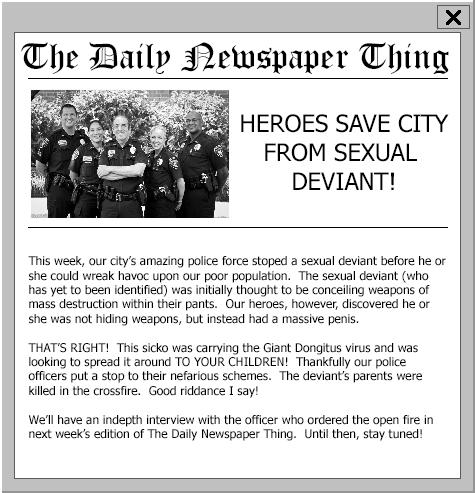 The Daily Newspaper Thing
HEROES SAVE CITY
FROM SEXUAL
DEVIANT!
This week, our city's amazing police force stoped a sexual deviant before he or
she could wreak havoc upon our poor population.  The sexual deviant (who
has yet to been identified) was initially thought to be conceiling weapons of
mass destruction within their pants.  Our heroes, however, discovered he or
she was not hiding weapons, but instead had a massive penis.
THAT'S RIGHT!  This sicko was carrying the Giant Dongitus virus and was
looking to spread it around TO YOUR CHILDREN!  Thankfully our police
officers put a stop to their nefarious schemes.  The deviant's parents were
killed in the crossfire.  Good riddance I say!
We'll have an indepth interview with the officer who ordered the open fire in
next week's edition of The Daily Newspaper Thing.  Until then, stay tuned!